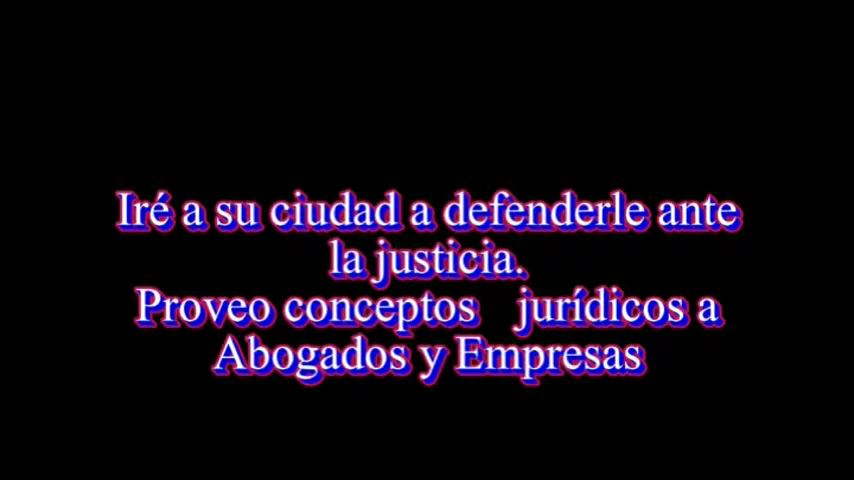 Iré a su ciudad a defenderle ante
la justicia.
Proveo conceptos jurídicos a
Abogados y Empresas